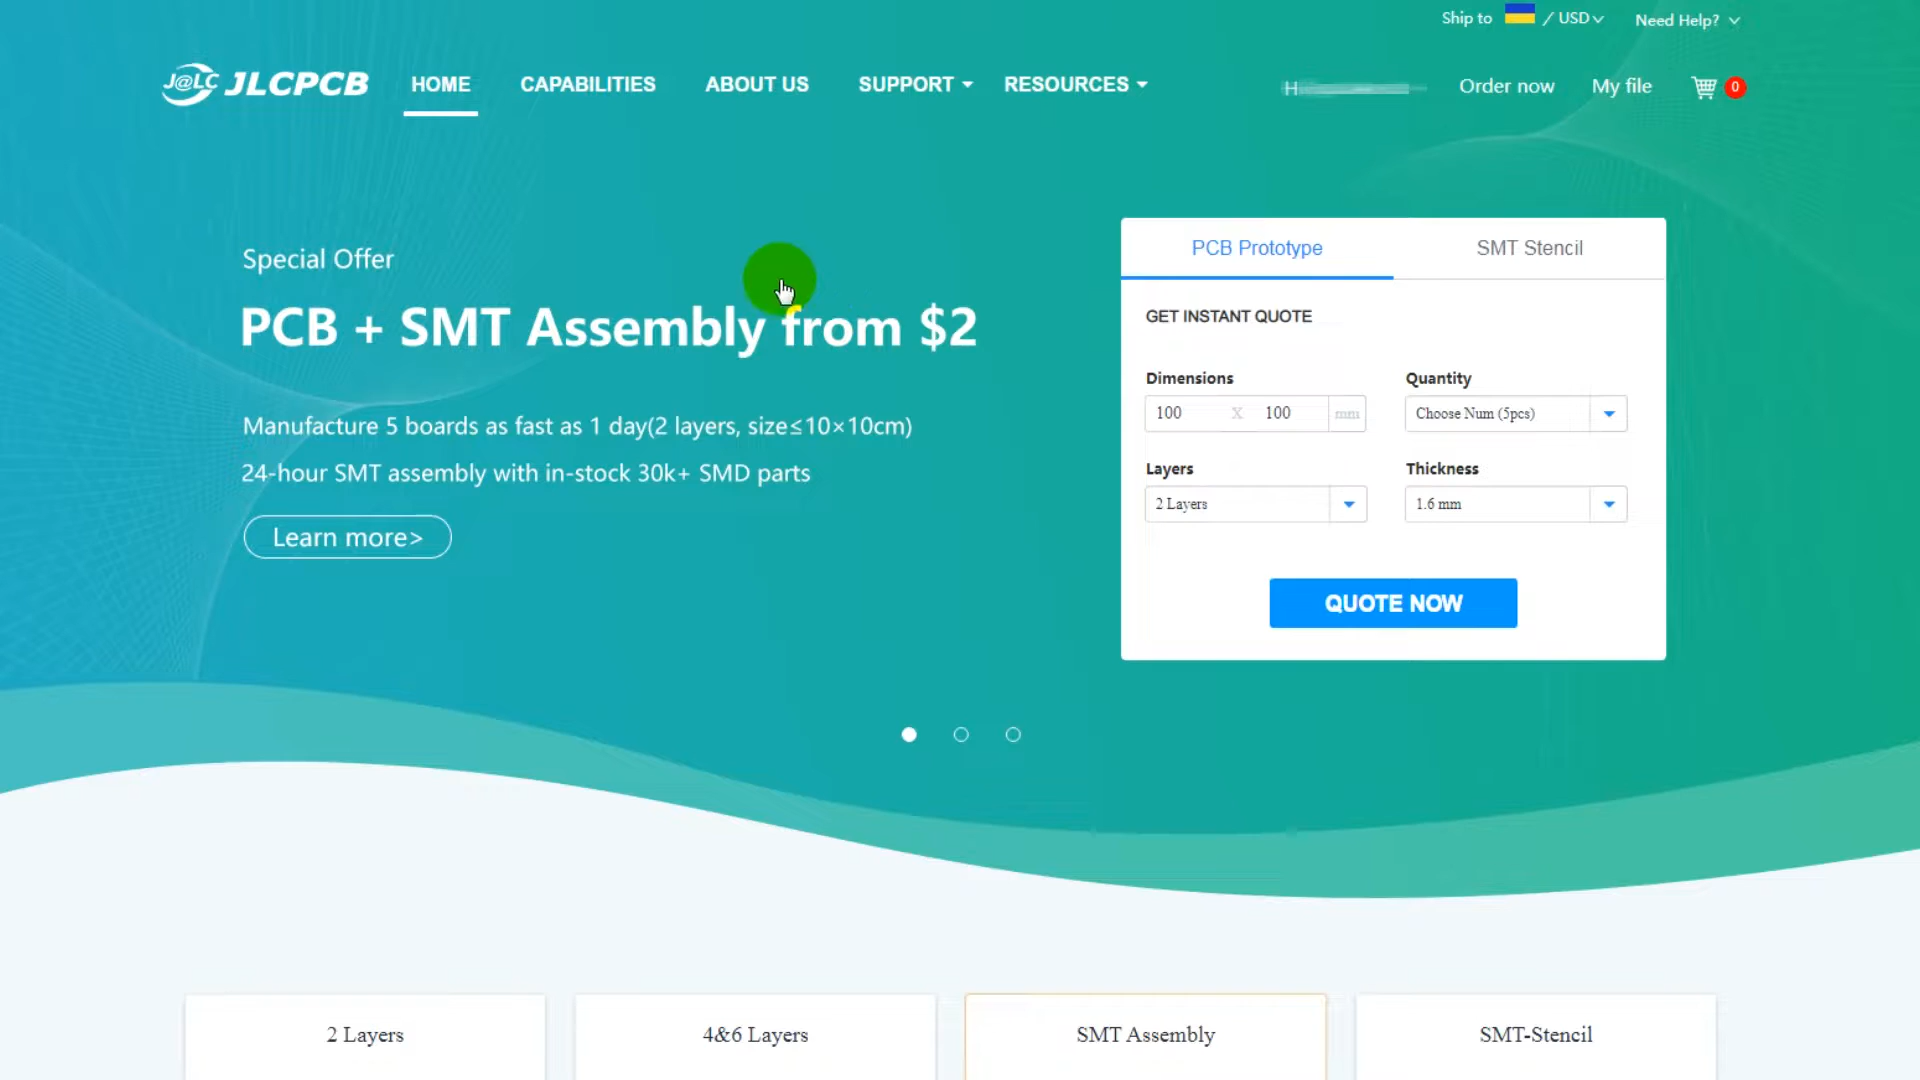 Ship to / USD
Need Help?
J@LC JLCPCB
HOME
CAPABILITIES
ABOUT US
SUPPORT
RESOURCES
H
Order now
My file
0
Special Offer
PCB + SMT Assembly from $2
Manufacture 5 boards as fast as 1 day(2 layers, size≤10×10cm)
24-hour SMT assembly with in-stock 30k+ SMD parts
Learn more>
PCB Prototype
SMT Stencil
GET INSTANT QUOTE
Dimensions
Quantity
100 X 100 mm
Choose Num (5pcs)
Layers
Thickness
2 Layers
1.6 mm
QUOTE NOW
2 Layers
4&6 Layers
SMT Assembly
SMT-Stencil